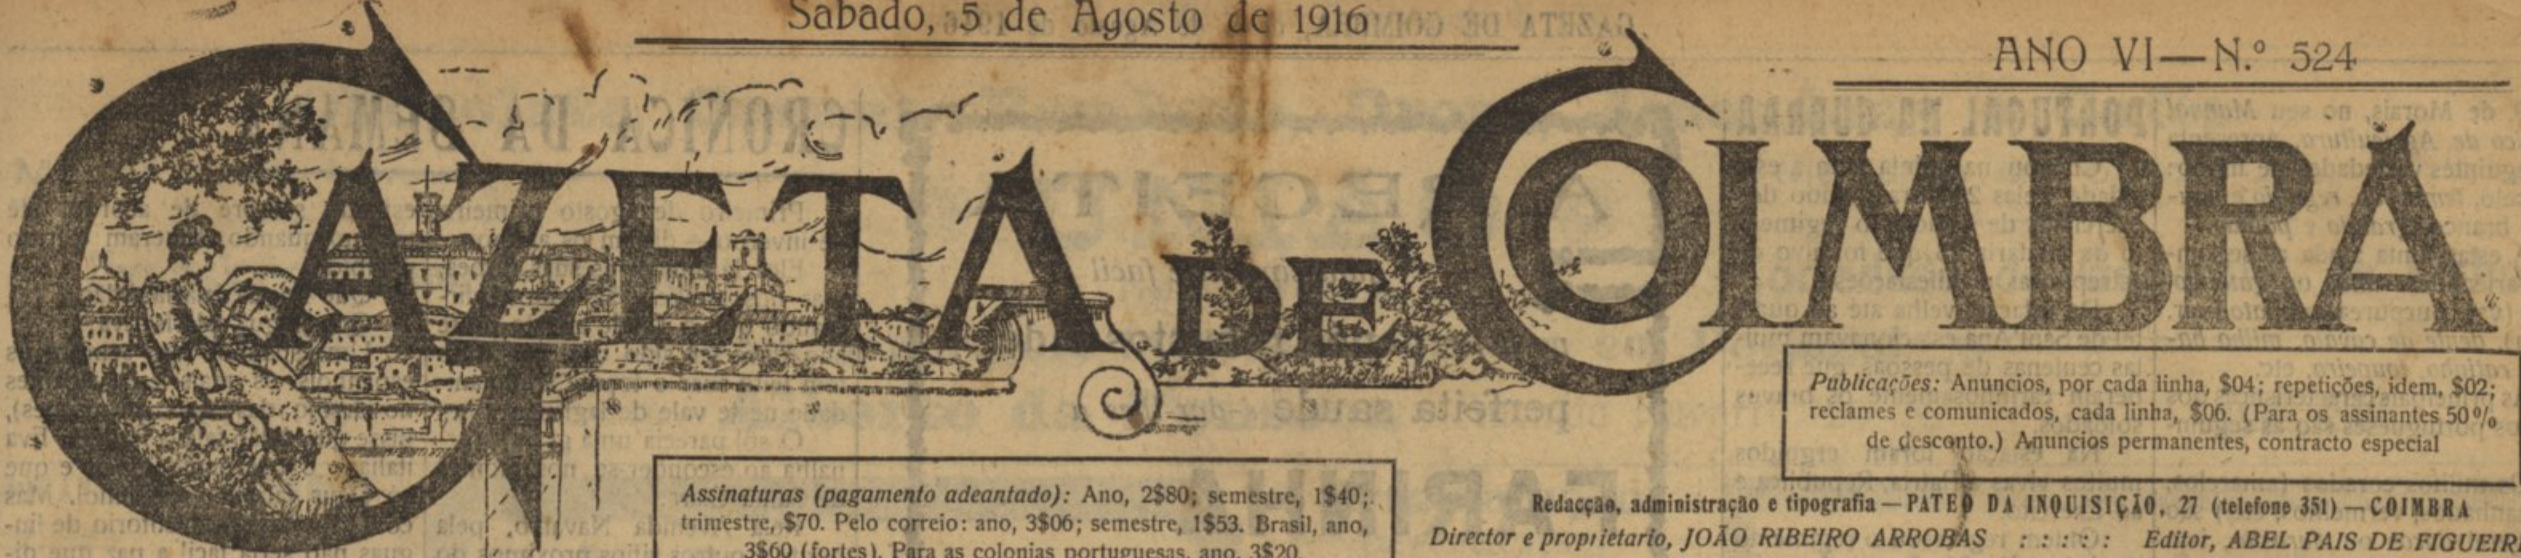 Sabado, 5 de Agosto de 1916
ANO VI—N.º 524
GAZETA DE COIMBRA
Publicações: Anuncios, por cada linha, $04; repetições, idem, $02;
reclames e comunicados, cada linha, $06. (Para os assinantes 50%
de desconto.) Anuncios permanentes, contracto especial
Assinaturas (pagamento adeantado): Ano, 2$80; semestre, 1$40;
trimestre, $70. Pelo correio: ano, 3$06; semestre, 1$53. Brasil, ano,
3$60 (fortes). Para as colonias portuguesas, ano, 3$20.
Redacção, administração e tipografia — PATEO DA INQUISIÇÃO, 27 (telefone 351) — COIMBRA
Director e proprietario, JOÃO RIBEIRO ARROBAS : : : : : Editor, ABEL PAIS DE FIGUEIR